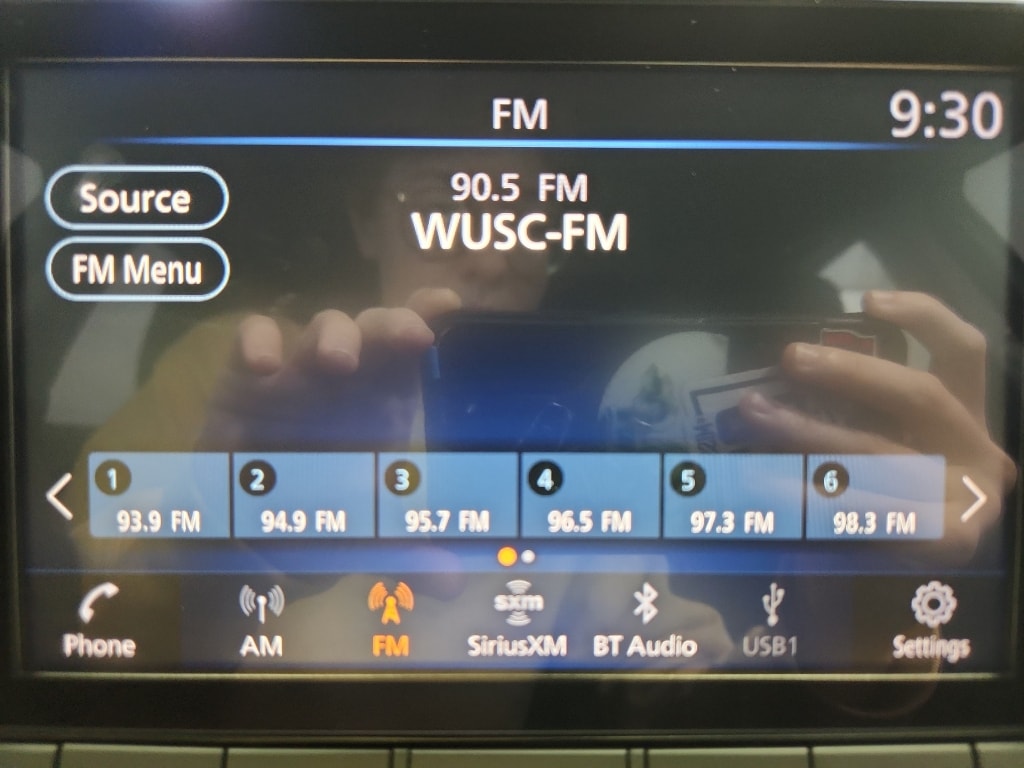 FM
9:30
Source
90.5 FM
WUSC-FM
FM Menu
1 2 3 4 5 6
93.9 FM 94.9 FM 95.7 FM 96.5 FM 97.3 FM 98.3 FM
sxm
Phone AM FM SiriusXM BT Audio USB1 Settings